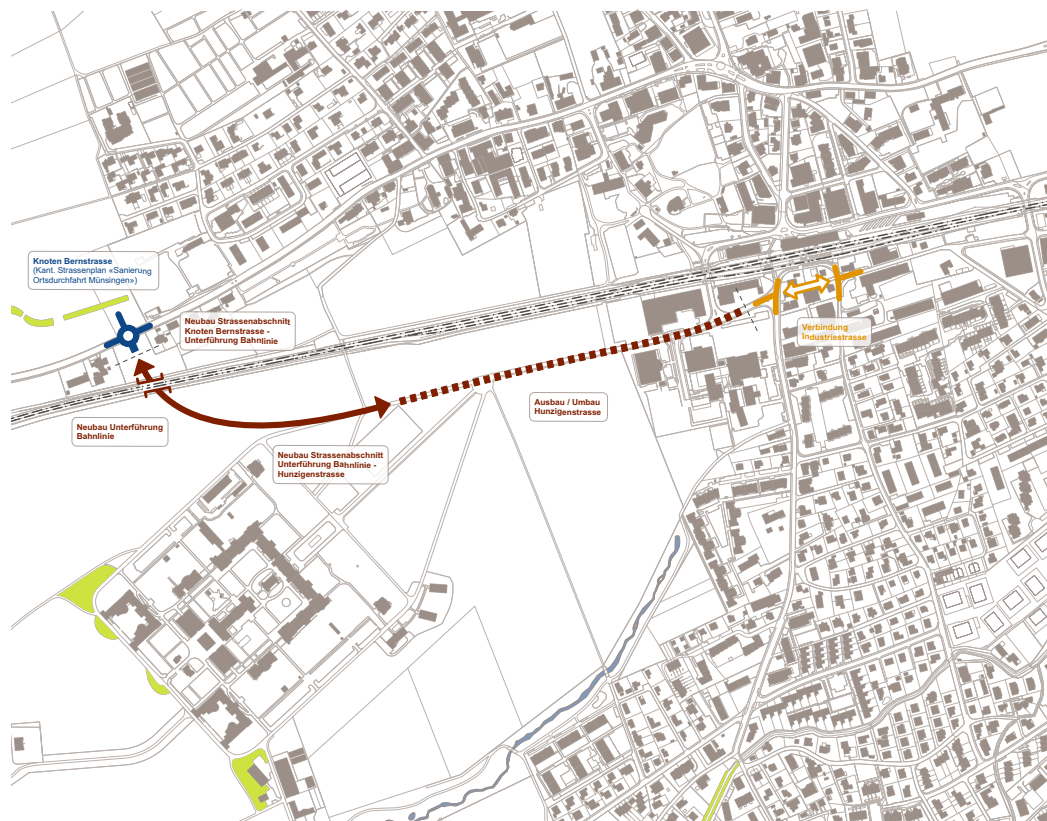 Knoten Bernstrasse
(Kant. Strassenplan «Sanierung
Ortsdurchfahrt Münsingen»)
Neubau Strassenabschnitt
Knoten Bernstrasse -
Unterführung Bahnlinie
Verbindung
Industriestrasse
Ausbau / Umbau
Hunzigenstrasse
Neubau Unterführung
Bahnlinie
Neubau Strassenabschnitt
Unterführung Bahnlinie -
Hunzigenstrasse